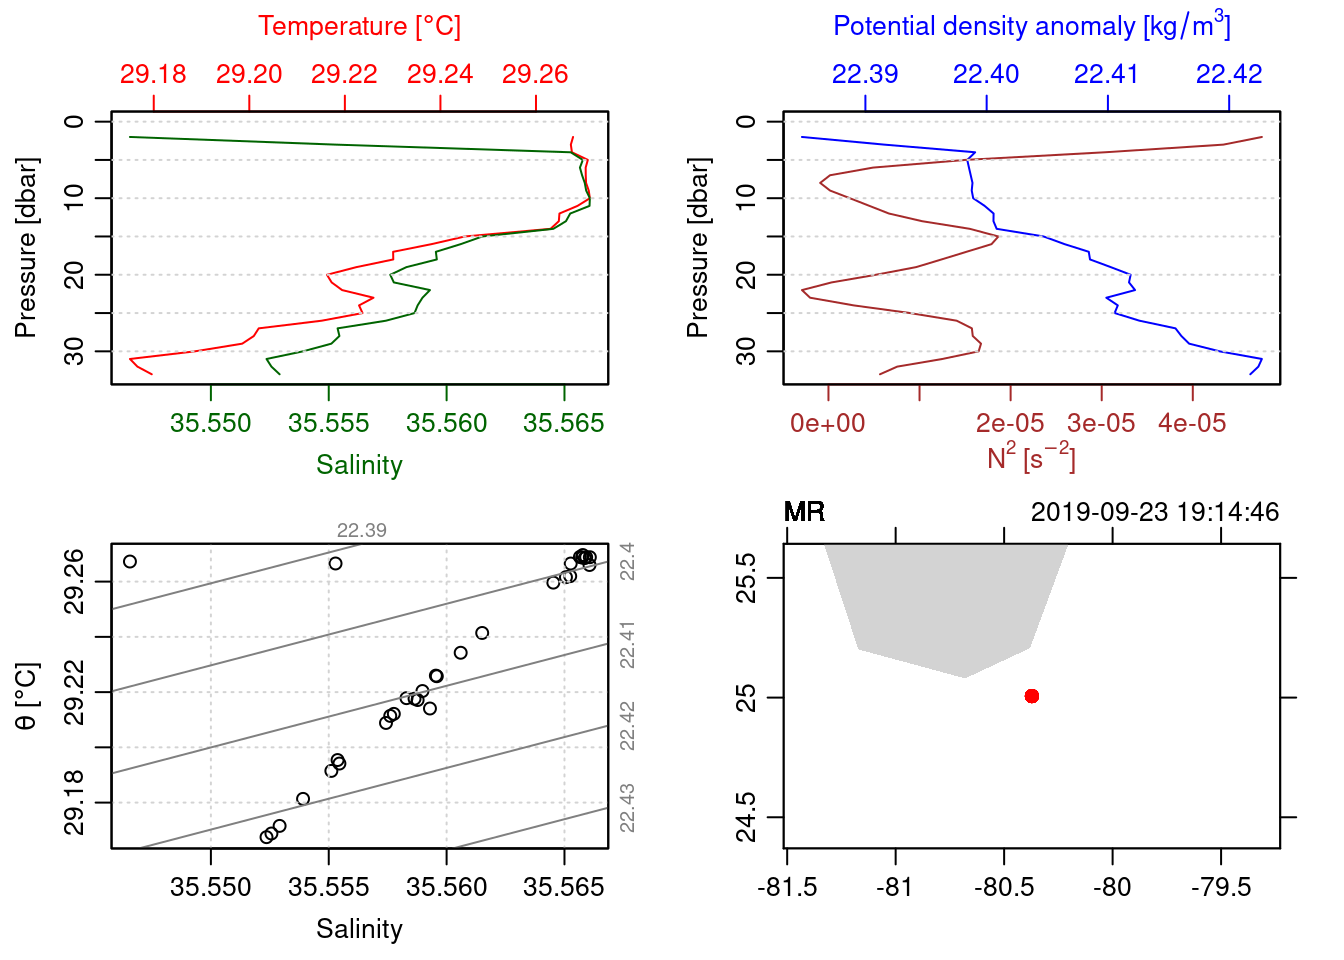 Temperature [°C]
29.18 29.20 29.22 29.24 29.26
Pressure [dbar]
0 10 20 30
35.550 35.555 35.560 35.565
Salinity
Potential density anomaly [kg/m³]
22.39 22.40 22.41 22.42
Pressure [dbar]
0 10 20 30
0e+00 2e-05 3e-05 4e-05
N² [s⁻²]
22.39
22.4
22.41
22.42
22.43
θ [°C]
29.18 29.22 29.26
35.550 35.555 35.560 35.565
Salinity
MR 2019-09-23 19:14:46
24.5 25 25.5
-81.5 -81 -80.5 -80 -79.5